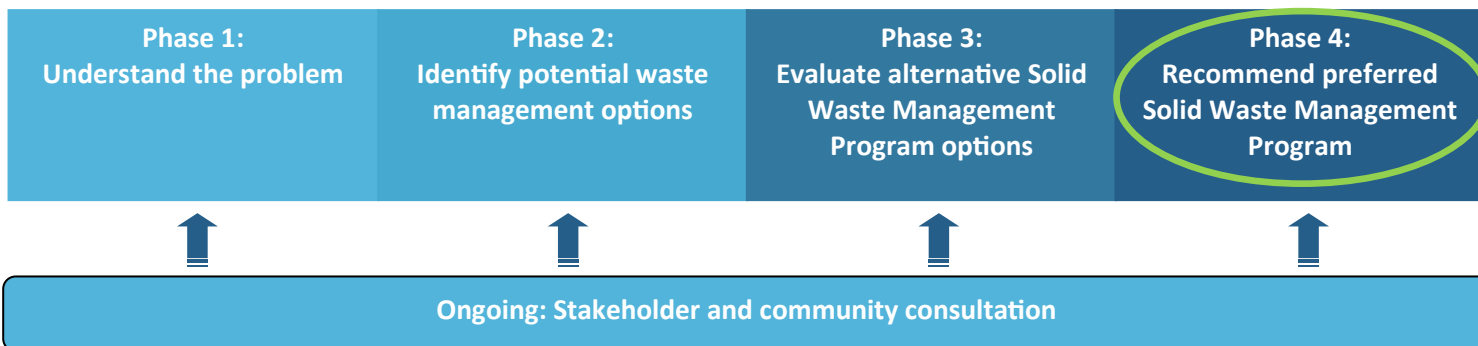 Phase 1:
Understand the problem
Phase 2:
Identify potential waste
management options
Phase 3:
Evaluate alternative Solid
Waste Management
Program options
Phase 4:
Recommend preferred
Solid Waste Management
Program
Ongoing: Stakeholder and community consultation